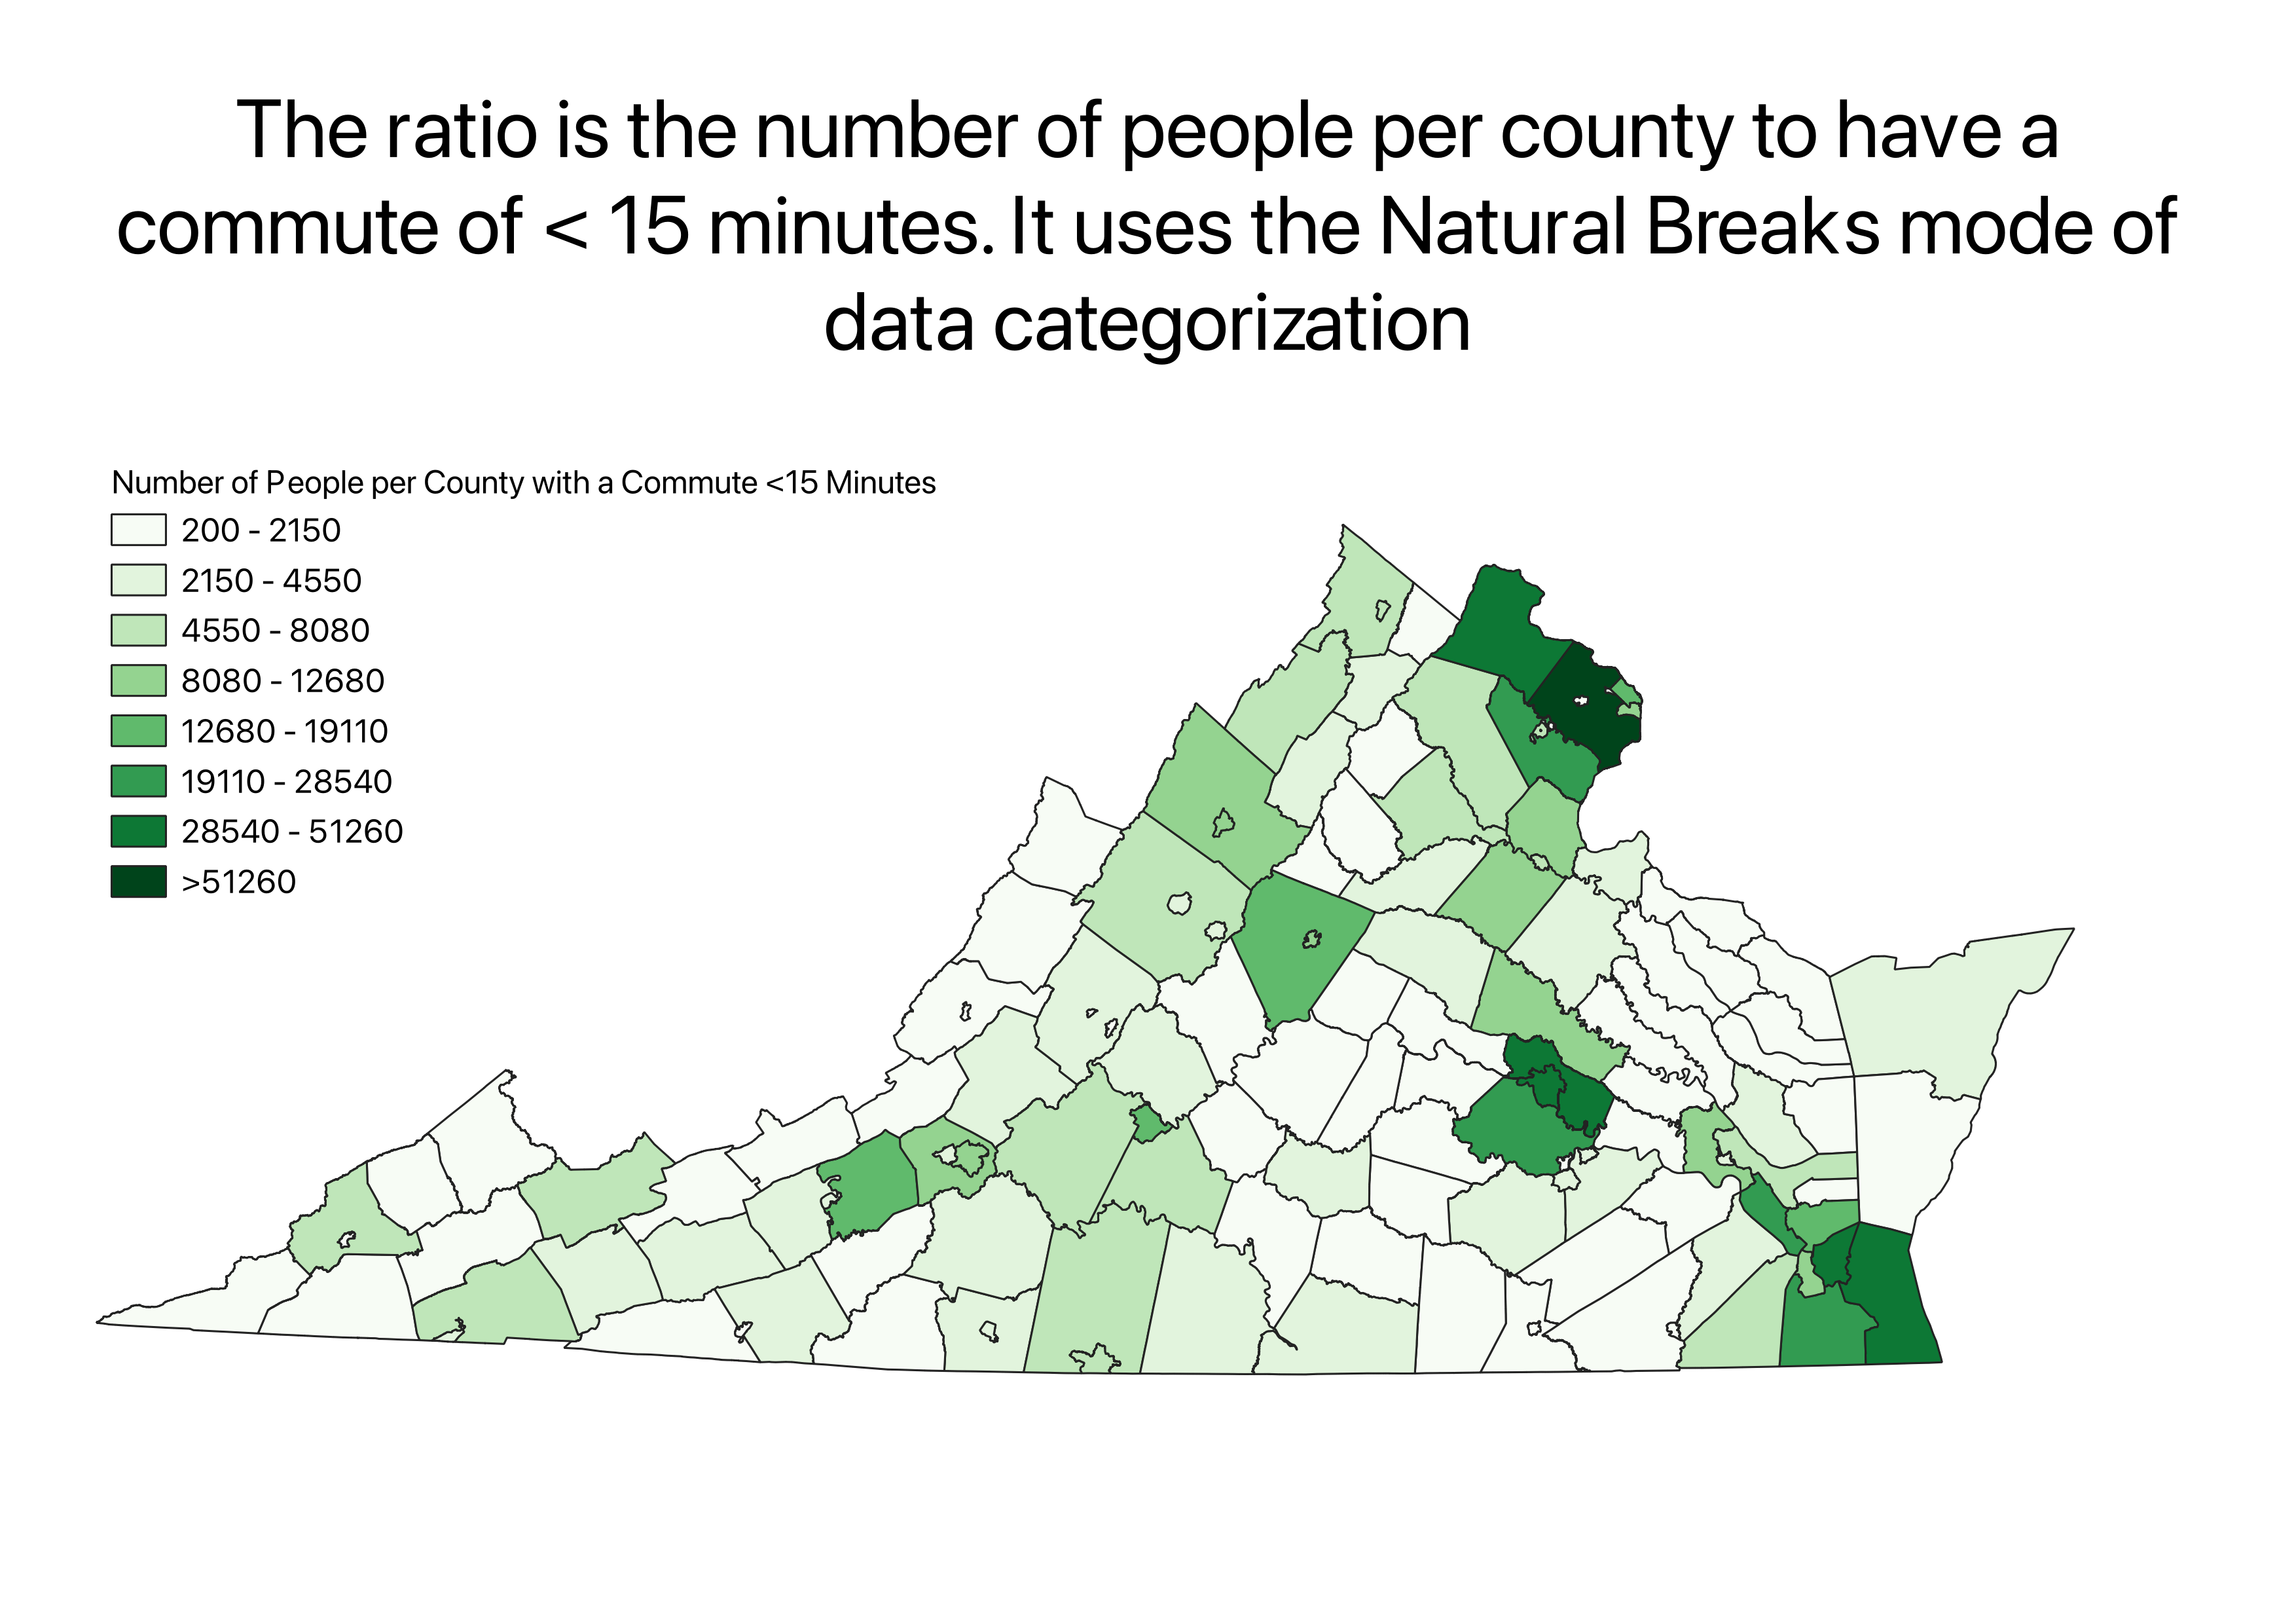 The ratio is the number of people per county to have a
commute of < 15 minutes. It uses the Natural Breaks mode of
data categorization
Number of People per County with a Commute <15 Minutes
200 - 2150
2150 - 4550
4550 - 8080
8080 - 12680
12680 - 19110
19110 - 28540
28540 - 51260
>51260